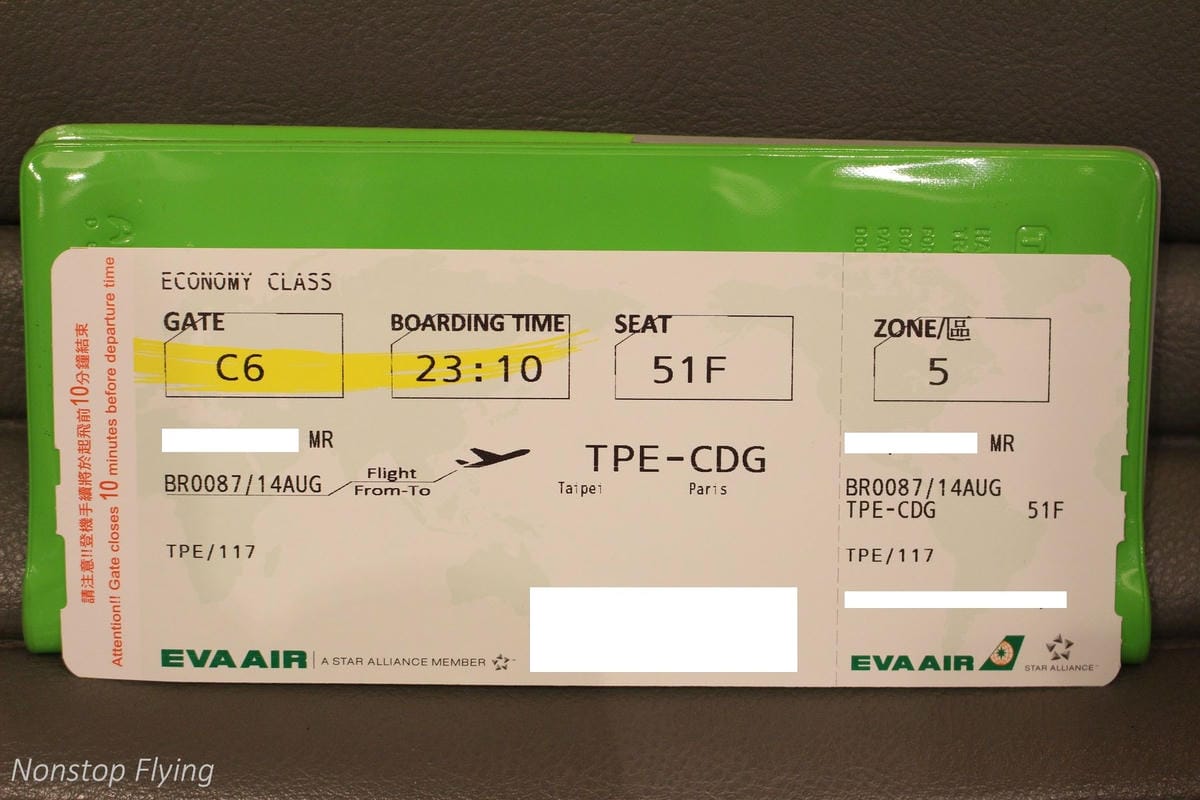 ECONOMY CLASS
GATE
C6
BOARDING TIME
23:10
SEAT
51F
MR
BR0087/14AUG
Flight
From-To
TPE-CDG
Taipei Paris
TPE/117
EVA AIR A STAR ALLIANCE MEMBER
請注意!!登機手續將於起飛前10分鐘結束
Attention!! Gate closes 10 minutes before departure time
ZONE/區
5
MR
BR0087/14AUG
TPE-CDG 51F
TPE/117
EVA AIR STAR ALLIANCE
Nonstop Flying